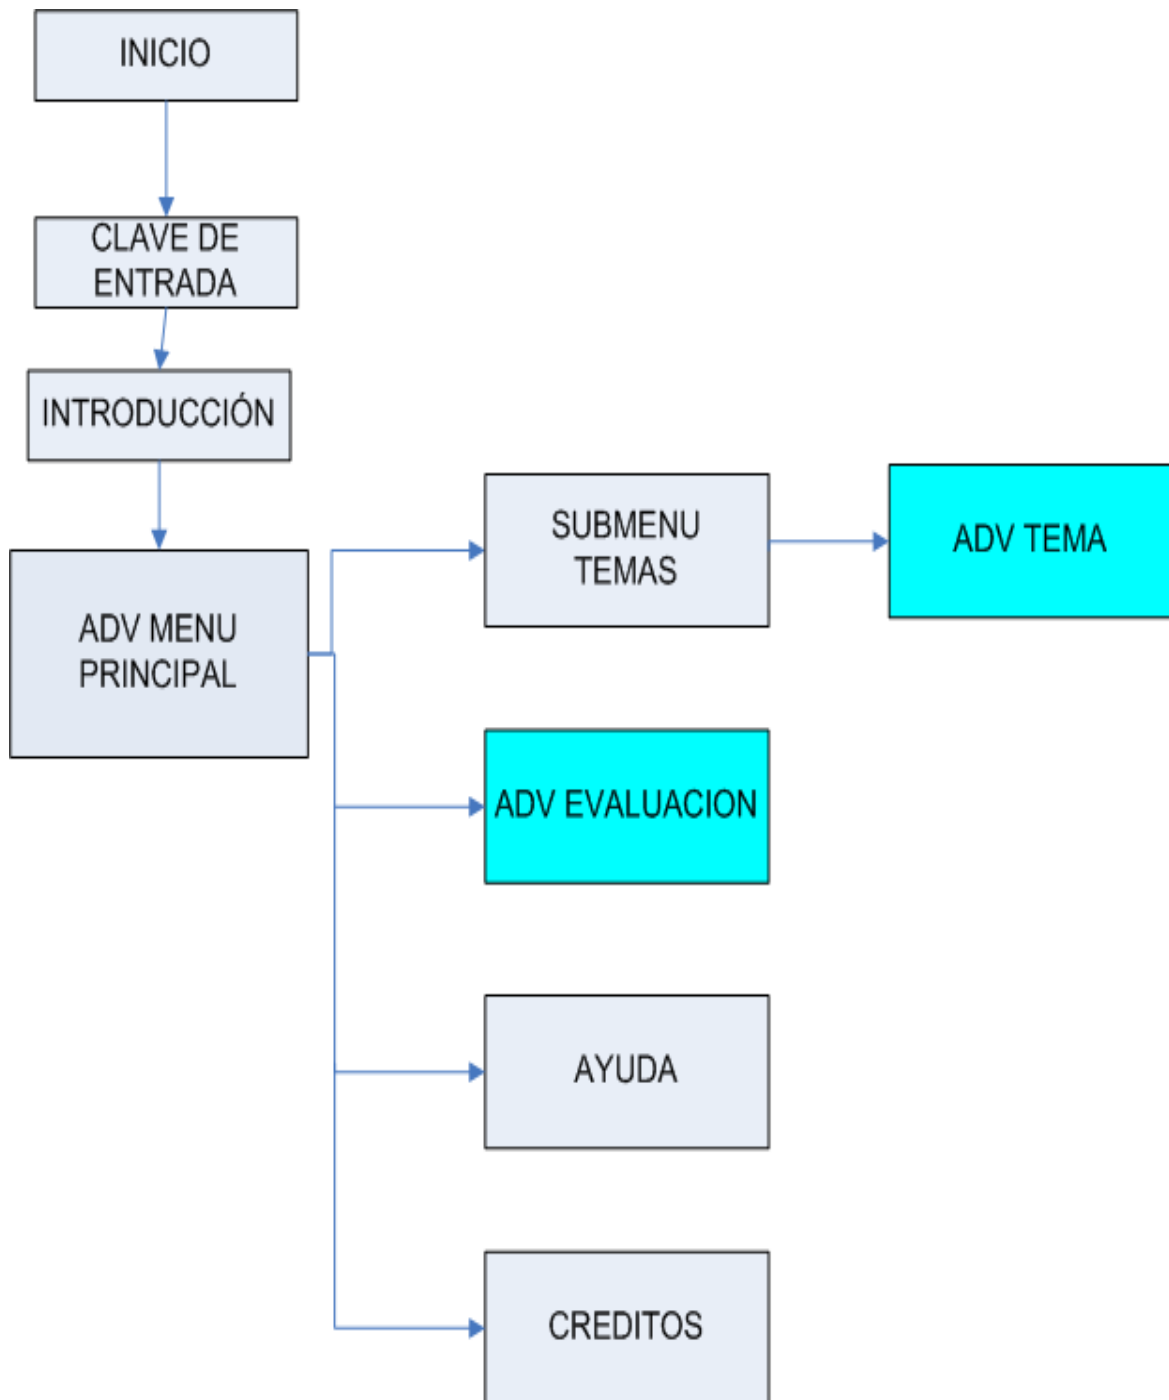 INICIO
CLAVE DE
ENTRADA
INTRODUCCIÓN
ADV MENU
PRINCIPAL
SUBMENU
TEMAS
ADV TEMA
ADV EVALUACION
AYUDA
CREDITOS